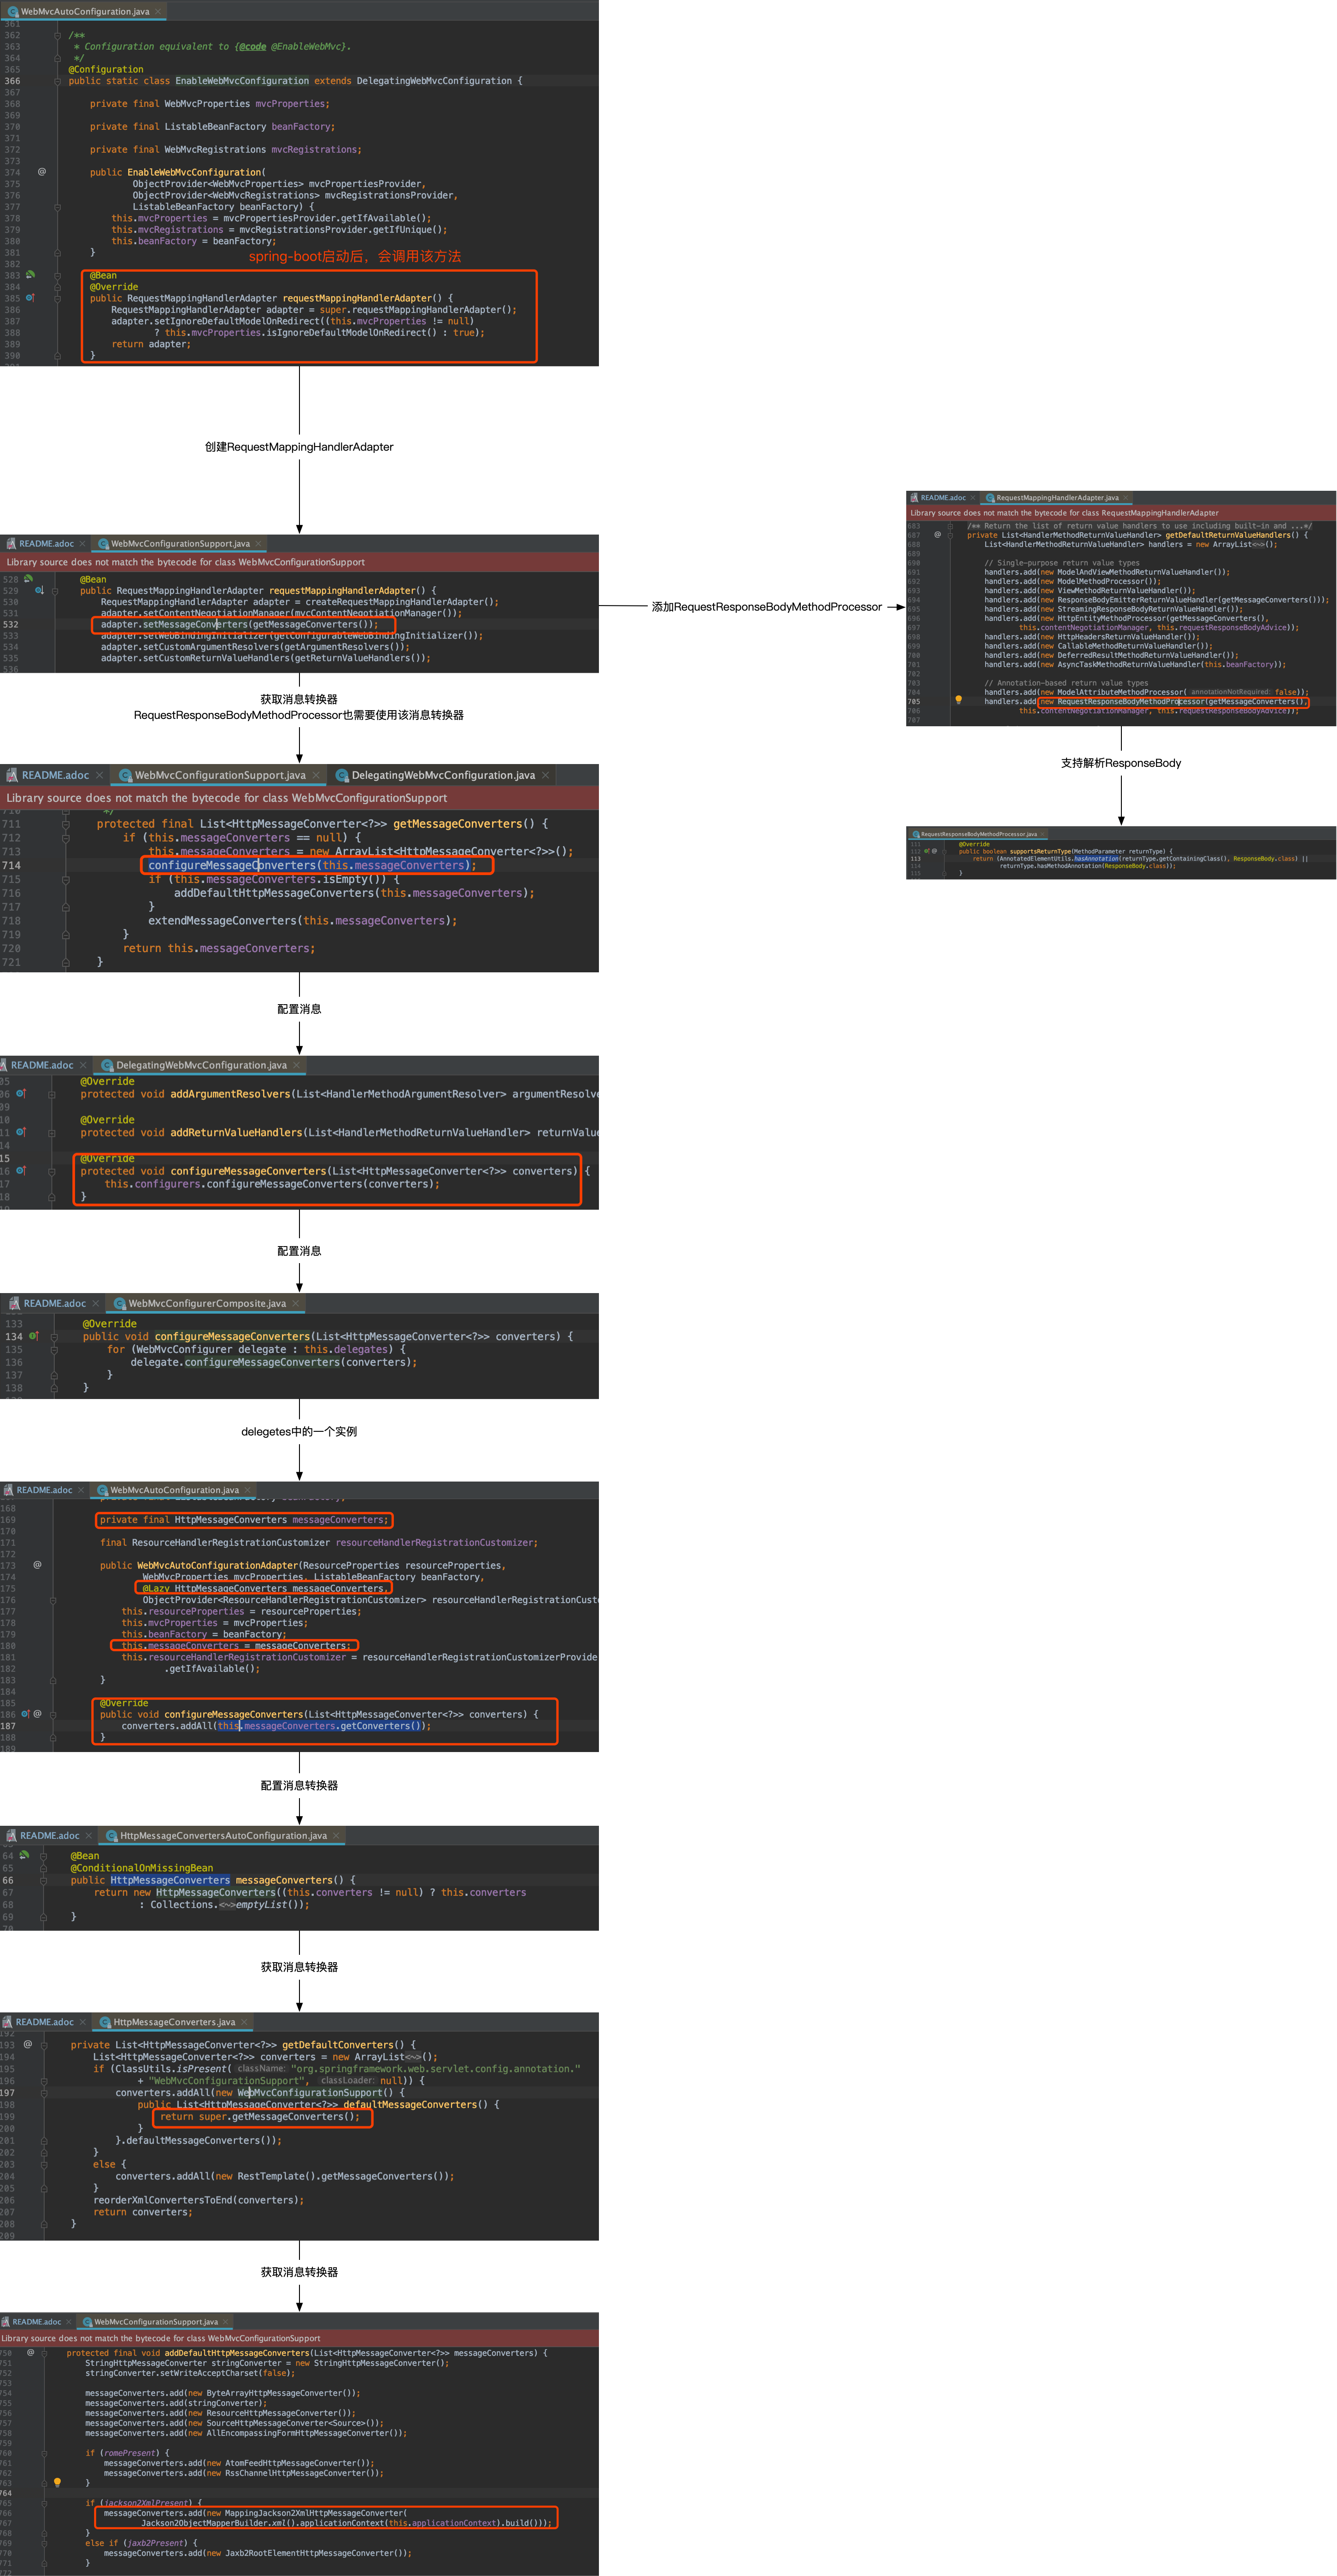 WebMvcAutoConfiguration.java
361
362 /**
363 * Configuration equivalent to {@code @EnableWebMvc}.
364 */
365 @Configuration
366 public static class EnableWebMvcConfiguration extends DelegatingWebMvcConfiguration {
367
368 private final WebMvcProperties mvcProperties;
369
370 private final ListableBeanFactory beanFactory;
371
372 private final WebMvcRegistrations mvcRegistrations;
373
374 public EnableWebMvcConfiguration(
375 ObjectProvider<WebMvcProperties> mvcPropertiesProvider,
376 ObjectProvider<WebMvcRegistrations> mvcRegistrationsProvider,
377 ListableBeanFactory beanFactory) {
378 this.mvcProperties = mvcPropertiesProvider.getIfAvailable();
379 this.mvcRegistrations = mvcRegistrationsProvider.getIfUnique();
380 this.beanFactory = beanFactory;
381 }
382 spring-boot启动后，会调用该方法
383 @Bean
384 @Override
385 public RequestMappingHandlerAdapter requestMappingHandlerAdapter() {
386 RequestMappingHandlerAdapter adapter = super.requestMappingHandlerAdapter();
387 adapter.setIgnoreDefaultModelOnRedirect((this.mvcProperties != null)
388 ? this.mvcProperties.isIgnoreDefaultModelOnRedirect() : true);
389 return adapter;
390 }
创建RequestMappingHandlerAdapter
README.adoc WebMvcConfigurationSupport.java
Library source does not match the bytecode for class WebMvcConfigurationSupport
528 @Bean
529 public RequestMappingHandlerAdapter requestMappingHandlerAdapter() {
530 RequestMappingHandlerAdapter adapter = createRequestMappingHandlerAdapter();
531 adapter.setContentNegotiationManager(mvcContentNegotiationManager());
532 adapter.setMessageConverters(getMessageConverters());
533 adapter.setWebBindingInitializer(getConfigurableWebBindingInitializer());
534 adapter.setCustomArgumentResolvers(getArgumentResolvers());
535 adapter.setCustomReturnValueHandlers(getReturnValueHandlers());
536
添加RequestResponseBodyMethodProcessor
README.adoc RequestMappingHandlerAdapter.java
Library source does not match the bytecode for class RequestMappingHandlerAdapter
683 /** Return the list of return value handlers to use including built-in and ...*/
687 private List<HandlerMethodReturnValueHandler> getDefaultReturnValueHandlers() {
688 List<HandlerMethodReturnValueHandler> handlers = new ArrayList<~>();
689
690 // Single-purpose return value types
691 handlers.add(new ModelAndViewMethodReturnValueHandler());
692 handlers.add(new ModelMethodProcessor());
693 handlers.add(new ViewMethodReturnValueHandler());
694 handlers.add(new ResponseBodyEmitterReturnValueHandler(getMessageConverters()));
695 handlers.add(new StreamingResponseBodyReturnValueHandler());
696 handlers.add(new HttpEntityMethodProcessor(getMessageConverters(),
697 this.contentNegotiationManager, this.requestResponseBodyAdvice));
698 handlers.add(new HttpHeadersReturnValueHandler());
699 handlers.add(new CallableMethodReturnValueHandler());
700 handlers.add(new DeferredResultMethodReturnValueHandler());
701 handlers.add(new AsyncTaskMethodReturnValueHandler(this.beanFactory));
702
703 // Annotation-based return value types
704 handlers.add(new ModelAttributeMethodProcessor( annotationNotRequired: false));
705 handlers.add(new RequestResponseBodyMethodProcessor(getMessageConverters(),
706 this.contentNegotiationManager, this.requestResponseBodyAdvice));
707
支持解析ResponseBody
RequestResponseBodyMethodProcessor.java
111 @Override
112 public boolean supportsReturnType(MethodParameter returnType) {
113 return (AnnotatedElementUtils.hasAnnotation(returnType.getContainingClass(), ResponseBody.class) ||
114 returnType.hasMethodAnnotation(ResponseBody.class));
115 }
获取消息转换器
RequestResponseBodyMethodProcessor也需要使用该消息转换器
README.adoc WebMvcConfigurationSupport.java DelegatingWebMvcConfiguration.java
Library source does not match the bytecode for class WebMvcConfigurationSupport
710 */
711 protected final List<HttpMessageConverter<?>> getMessageConverters() {
712 if (this.messageConverters == null) {
713 this.messageConverters = new ArrayList<HttpMessageConverter<?>>();
714 configureMessageConverters(this.messageConverters);
715 if (this.messageConverters.isEmpty()) {
716 addDefaultHttpMessageConverters(this.messageConverters);
717 }
718 extendMessageConverters(this.messageConverters);
719 }
720 return this.messageConverters;
721 }
配置消息
README.adoc DelegatingWebMvcConfiguration.java
05 @Override
06 protected void addArgumentResolvers(List<HandlerMethodArgumentResolver> argumentResolve
09
10 @Override
11 protected void addReturnValueHandlers(List<HandlerMethodReturnValueHandler> returnValue
14
15 @Override
16 protected void configureMessageConverters(List<HttpMessageConverter<?>> converters) {
17 this.configurers.configureMessageConverters(converters);
18 }
19
配置消息
README.adoc WebMvcConfigurerComposite.java
133 @Override
134 public void configureMessageConverters(List<HttpMessageConverter<?>> converters) {
135 for (WebMvcConfigurer delegate : this.delegates) {
136 delegate.configureMessageConverters(converters);
137 }
138 }
delegetes中的一个实例
README.adoc WebMvcAutoConfiguration.java
168
169 private final HttpMessageConverters messageConverters;
170
171 final ResourceHandlerRegistrationCustomizer resourceHandlerRegistrationCustomizer;
172
173 public WebMvcAutoConfigurationAdapter(ResourceProperties resourceProperties,
174 WebMvcProperties mvcProperties, ListableBeanFactory beanFactory,
175 @Lazy HttpMessageConverters messageConverters,
176 ObjectProvider<ResourceHandlerRegistrationCustomizer> resourceHandlerRegistrationCust
177 this.resourceProperties = resourceProperties;
178 this.mvcProperties = mvcProperties;
179 this.beanFactory = beanFactory;
180 this.messageConverters = messageConverters;
181 this.resourceHandlerRegistrationCustomizer = resourceHandlerRegistrationCustomizerProvide
182 .getIfAvailable();
183 }
184
185 @Override
186 public void configureMessageConverters(List<HttpMessageConverter<?>> converters) {
187 converters.addAll(this.messageConverters.getConverters());
188 }
189
配置消息转换器
README.adoc HttpMessageConvertersAutoConfiguration.java
64 @Bean
65 @ConditionalOnMissingBean
66 public HttpMessageConverters messageConverters() {
67 return new HttpMessageConverters((this.converters != null) ? this.converters
68 : Collections.<~>emptyList());
69 }
70
获取消息转换器
README.adoc HttpMessageConverters.java
192
193 private List<HttpMessageConverter<?>> getDefaultConverters() {
194 List<HttpMessageConverter<?>> converters = new ArrayList<~>();
195 if (ClassUtils.isPresent( className: "org.springframework.web.servlet.config.annotation."
196 + "WebMvcConfigurationSupport", classLoader: null)) {
197 converters.addAll(new WebMvcConfigurationSupport() {
198 public List<HttpMessageConverter<?>> defaultMessageConverters() {
199 return super.getMessageConverters();
200 }
201 }.defaultMessageConverters());
202 }
203 else {
204 converters.addAll(new RestTemplate().getMessageConverters());
205 }
206 reorderXmlConvertersToEnd(converters);
207 return converters;
208 }
209
获取消息转换器
README.adoc WebMvcConfigurationSupport.java
Library source does not match the bytecode for class WebMvcConfigurationSupport
750 protected final void addDefaultHttpMessageConverters(List<HttpMessageConverter<?>> messageConverters) {
751 StringHttpMessageConverter stringConverter = new StringHttpMessageConverter();
752 stringConverter.setWriteAcceptCharset(false);
753
754 messageConverters.add(new ByteArrayHttpMessageConverter());
755 messageConverters.add(stringConverter);
756 messageConverters.add(new ResourceHttpMessageConverter());
757 messageConverters.add(new SourceHttpMessageConverter<Source>());
758 messageConverters.add(new AllEncompassingFormHttpMessageConverter());
759
760 if (romePresent) {
761 messageConverters.add(new AtomFeedHttpMessageConverter());
762 messageConverters.add(new RssChannelHttpMessageConverter());
763 }
764
765 if (jackson2XmlPresent) {
766 messageConverters.add(new MappingJackson2XmlHttpMessageConverter(
767 Jackson2ObjectMapperBuilder.xml().applicationContext(this.applicationContext).build()));
768 }
769 else if (jaxb2Present) {
770 messageConverters.add(new Jaxb2RootElementHttpMessageConverter());
771 }
772